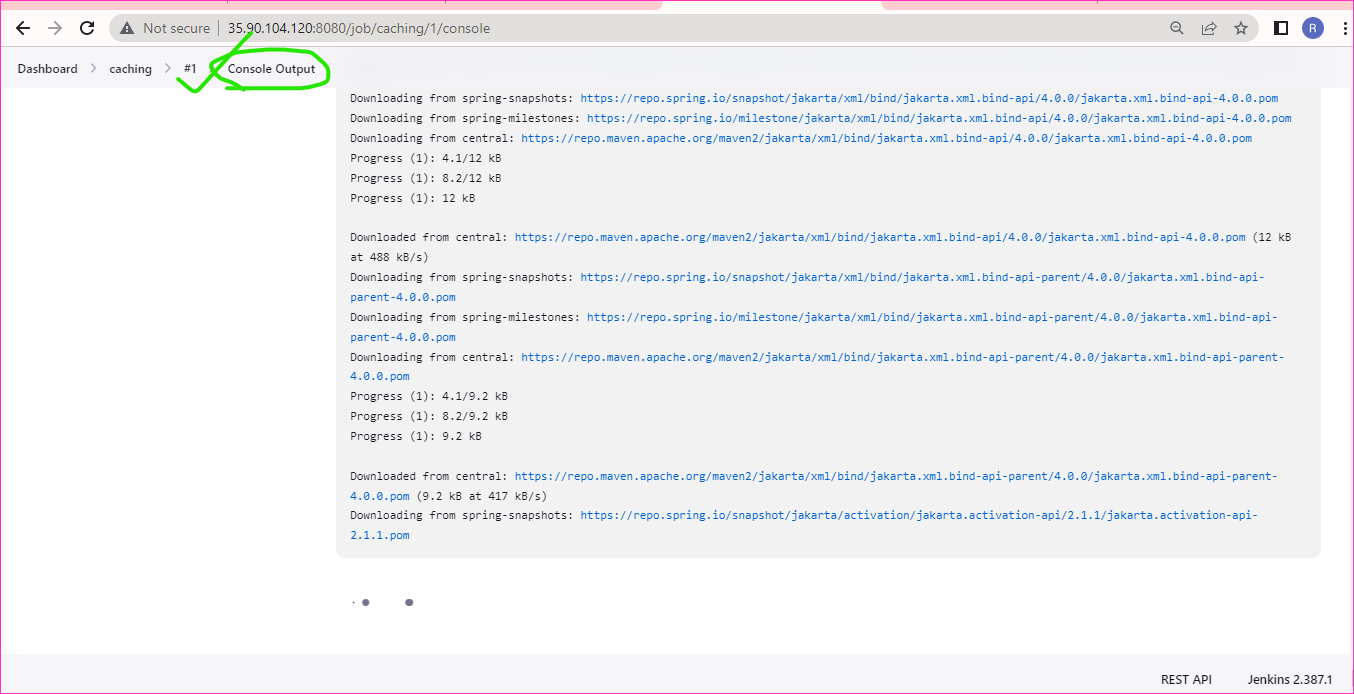 Not secure | 35.90.104.120:8080/job/caching/1/console
R
Dashboard > caching > #1 > Console Output
Downloading from spring-snapshots: https://repo.spring.io/snapshot/jakarta/xml/bind/jakarta.xml.bind-api/4.0.0/jakarta.xml.bind-api-4.0.0.pom
Downloading from spring-milestones: https://repo.spring.io/milestone/jakarta/xml/bind/jakarta.xml.bind-api/4.0.0/jakarta.xml.bind-api-4.0.0.pom
Downloading from central: https://repo.maven.apache.org/maven2/jakarta/xml/bind/jakarta.xml.bind-api/4.0.0/jakarta.xml.bind-api-4.0.0.pom
Progress (1): 4.1/12 kB
Progress (1): 8.2/12 kB
Progress (1): 12 kB
Downloaded from central: https://repo.maven.apache.org/maven2/jakarta/xml/bind/jakarta.xml.bind-api/4.0.0/jakarta.xml.bind-api-4.0.0.pom (12 kB
at 488 kB/s)
Downloading from spring-snapshots: https://repo.spring.io/snapshot/jakarta/xml/bind/jakarta.xml.bind-api-parent/4.0.0/jakarta.xml.bind-api-
parent-4.0.0.pom
Downloading from spring-milestones: https://repo.spring.io/milestone/jakarta/xml/bind/jakarta.xml.bind-api-parent/4.0.0/jakarta.xml.bind-api-
parent-4.0.0.pom
Downloading from central: https://repo.maven.apache.org/maven2/jakarta/xml/bind/jakarta.xml.bind-api-parent/4.0.0/jakarta.xml.bind-api-parent-
4.0.0.pom
Progress (1): 4.1/9.2 kB
Progress (1): 8.2/9.2 kB
Progress (1): 9.2 kB
Downloaded from central: https://repo.maven.apache.org/maven2/jakarta/xml/bind/jakarta.xml.bind-api-parent/4.0.0/jakarta.xml.bind-api-parent-
4.0.0.pom (9.2 kB at 417 kB/s)
Downloading from spring-snapshots: https://repo.spring.io/snapshot/jakarta/activation/jakarta.activation-api/2.1.1/jakarta.activation-api-
2.1.1.pom
REST API Jenkins 2.387.1